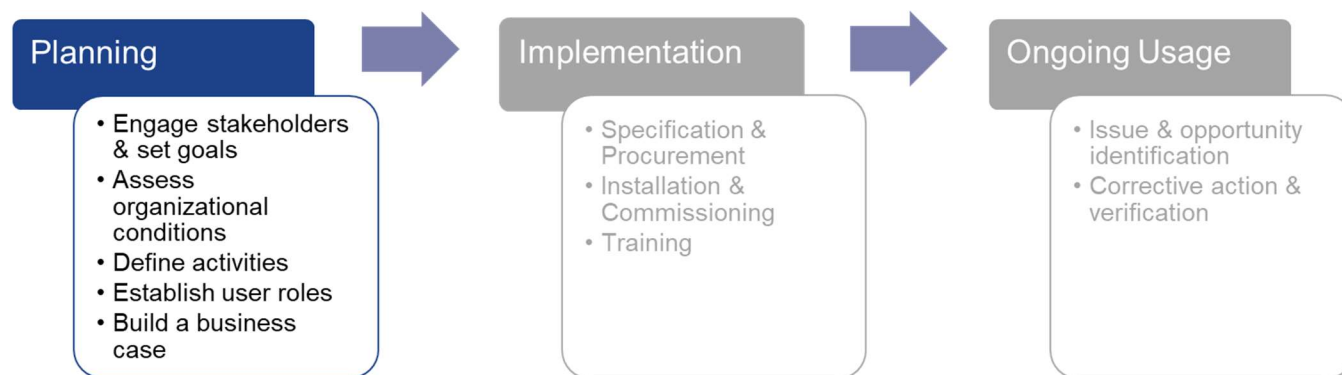 Planning
• Engage stakeholders
& set goals
• Assess
organizational
conditions
• Define activities
• Establish user roles
• Build a business
case
Implementation
• Specification &
Procurement
• Installation &
Commissioning
• Training
Ongoing Usage
• Issue & opportunity
identification
• Corrective action &
verification